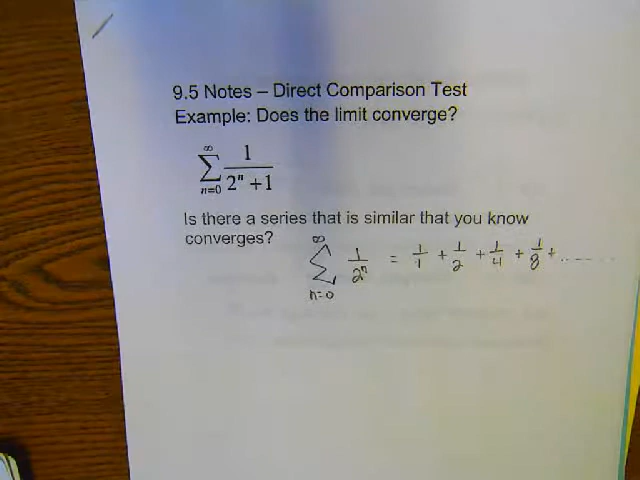 9.5 Notes – Direct Comparison Test
Example: Does the limit converge?
∞ ∑ n=0 1/(2ⁿ + 1)
Is there a series that is similar that you know
converges?
∞ ∑ n=0 1/2ⁿ = 1/1 + 1/2 + 1/4 + 1/8 + ......